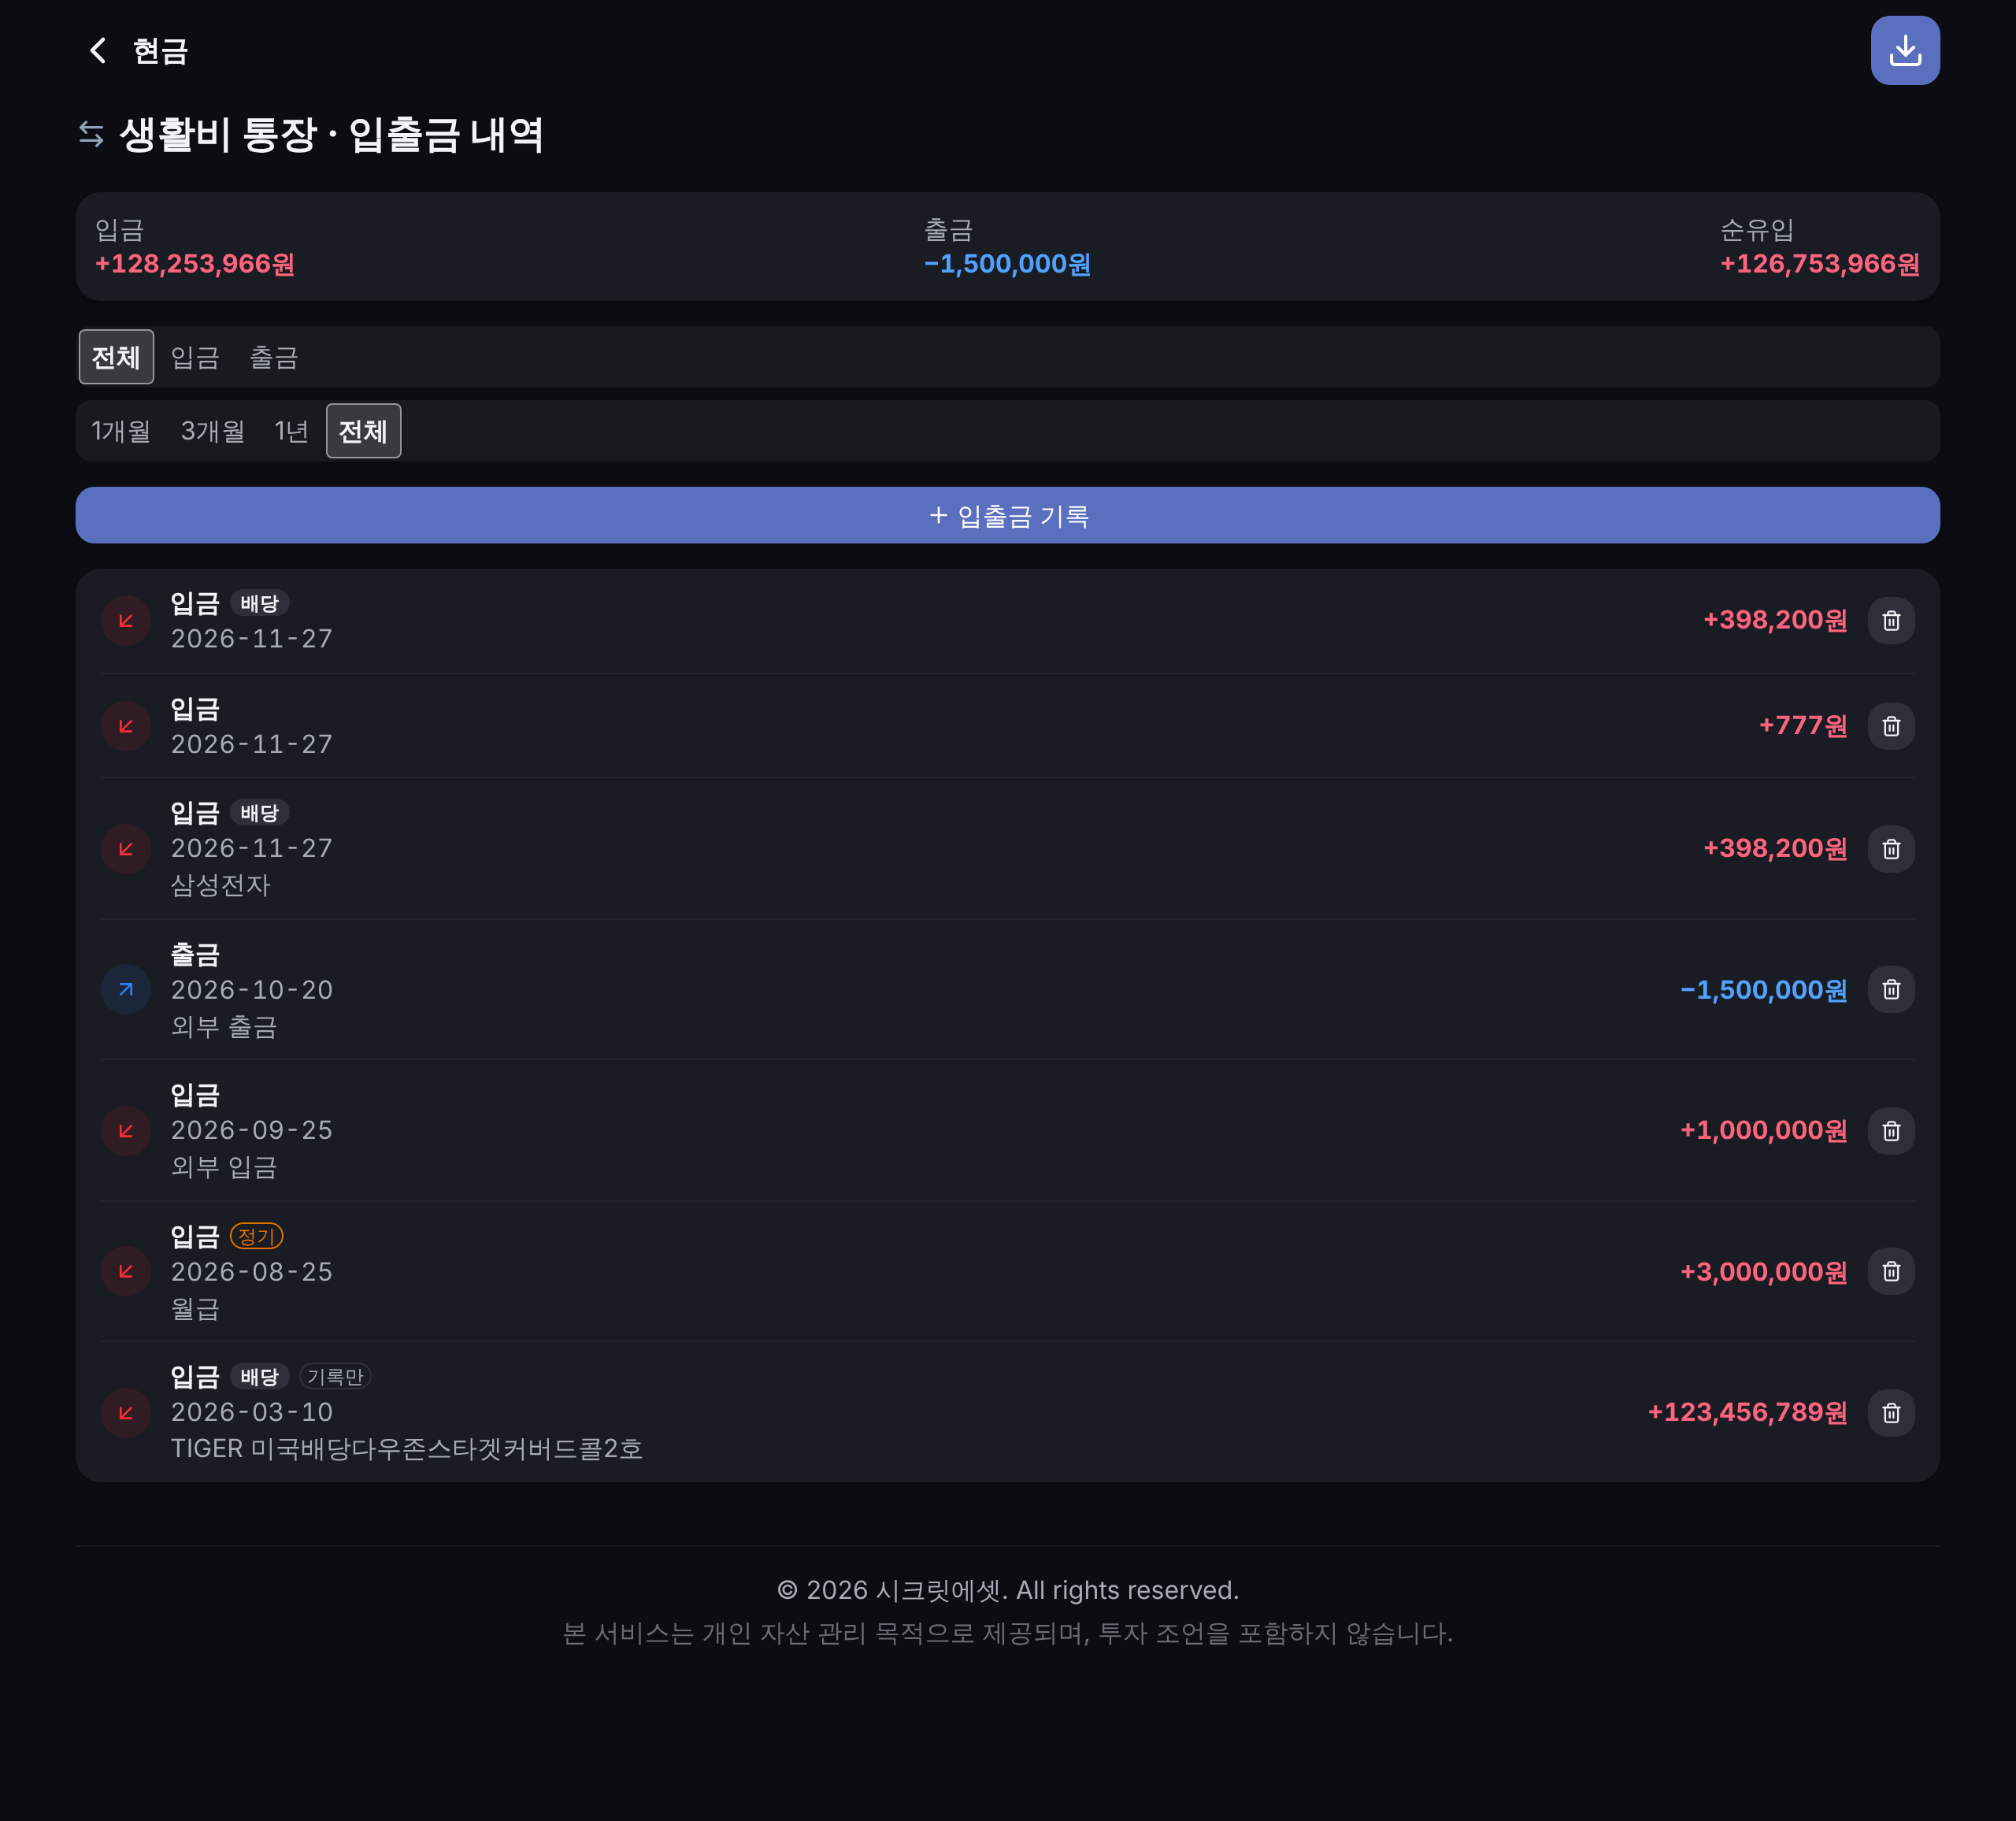 현금
생활비 통장 · 입출금 내역
입금 출금 순유입
+128,253,966원 −1,500,000원 +126,753,966원
전체 입금 출금
1개월 3개월 1년 전체
+ 입출금 기록
입금 배당
2026-11-27
+398,200원
입금
2026-11-27
+777원
입금 배당
2026-11-27
삼성전자
+398,200원
출금
2026-10-20
외부 출금
−1,500,000원
입금
2026-09-25
외부 입금
+1,000,000원
입금 정기
2026-08-25
월급
+3,000,000원
입금 배당 기록만
2026-03-10
TIGER 미국배당다우존스타겟커버드콜2호
+123,456,789원
© 2026 시크릿에셋. All rights reserved.
본 서비스는 개인 자산 관리 목적으로 제공되며, 투자 조언을 포함하지 않습니다.